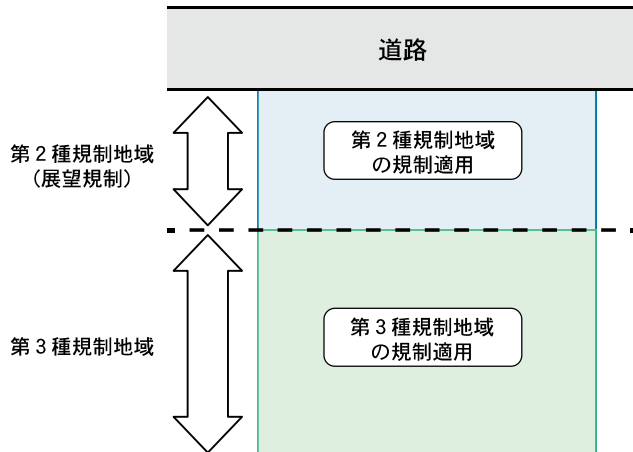 道路
第２種規制地域
（展望規制）
第２種規制地域
の規制適用
第３種規制地域
第３種規制地域
の規制適用